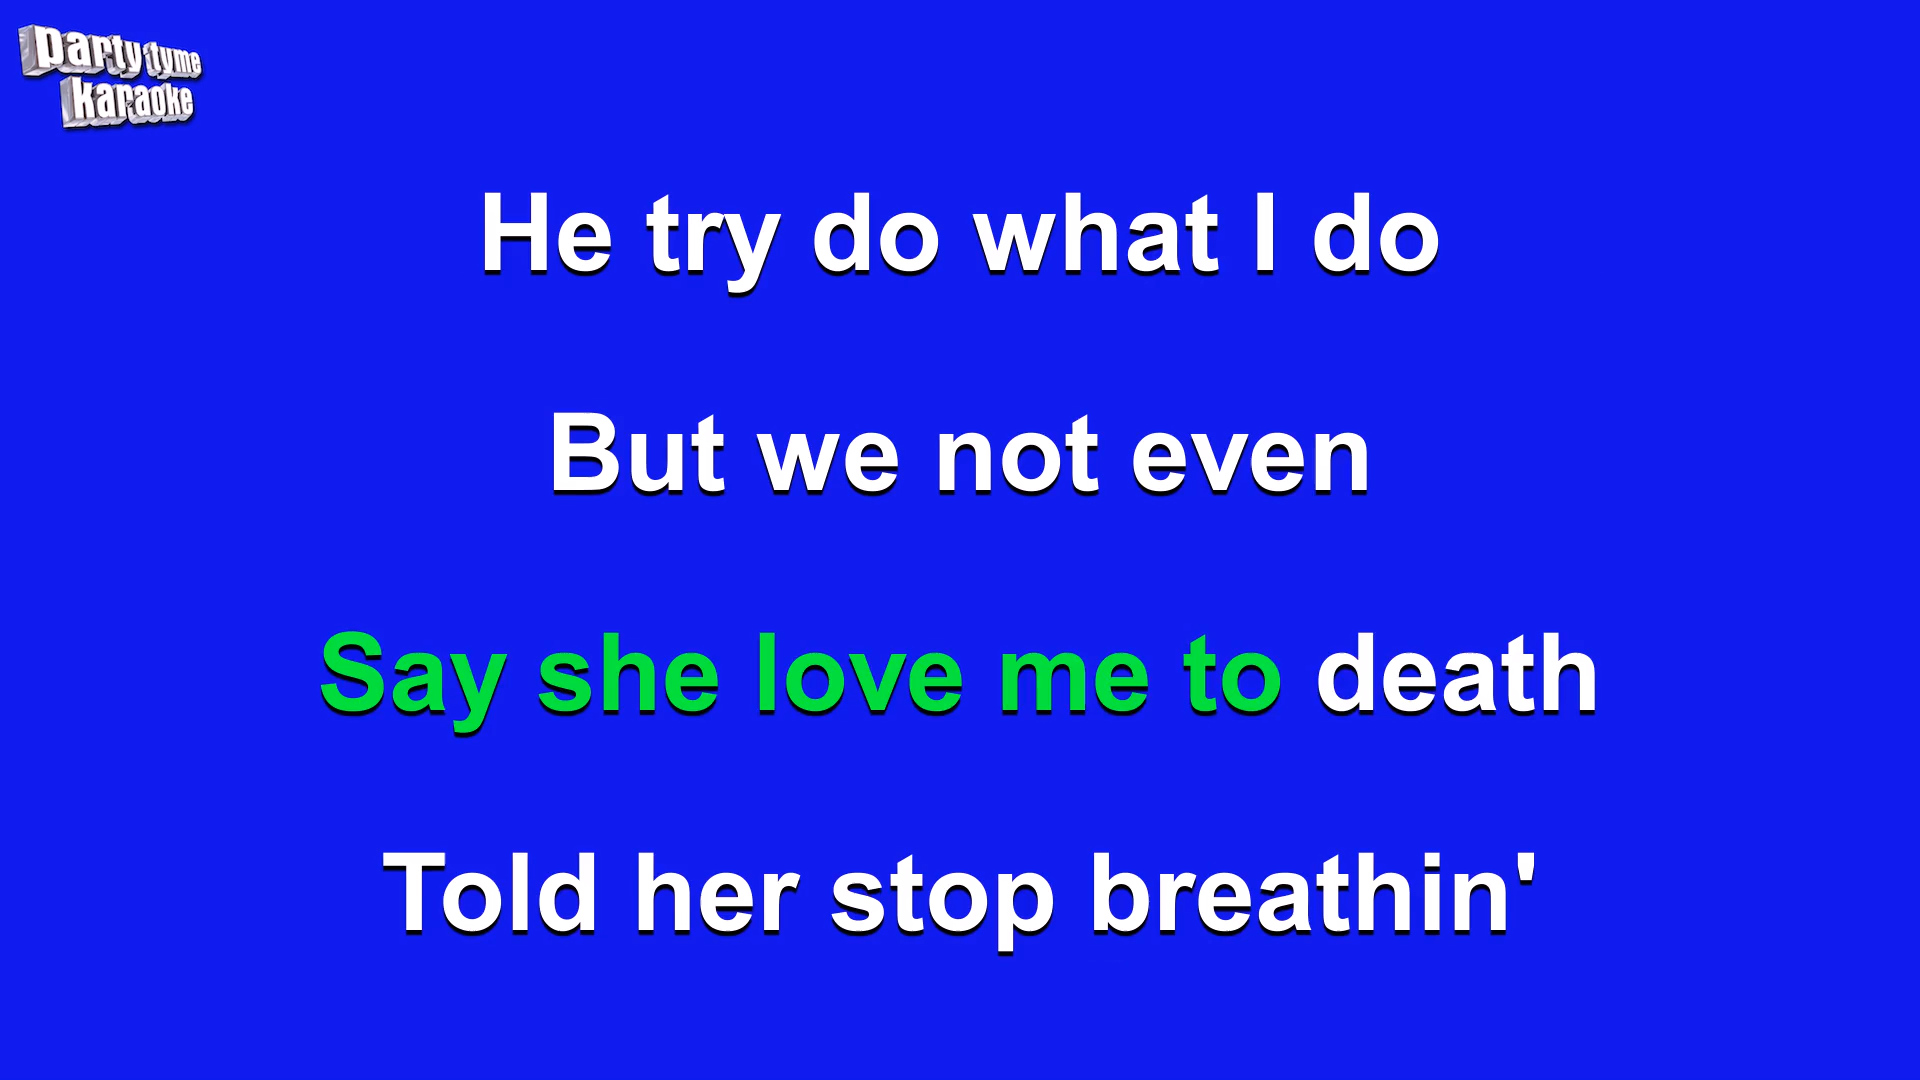 party tyme
karaoke
He try do what I do
But we not even
Say she love me to death
Told her stop breathin'